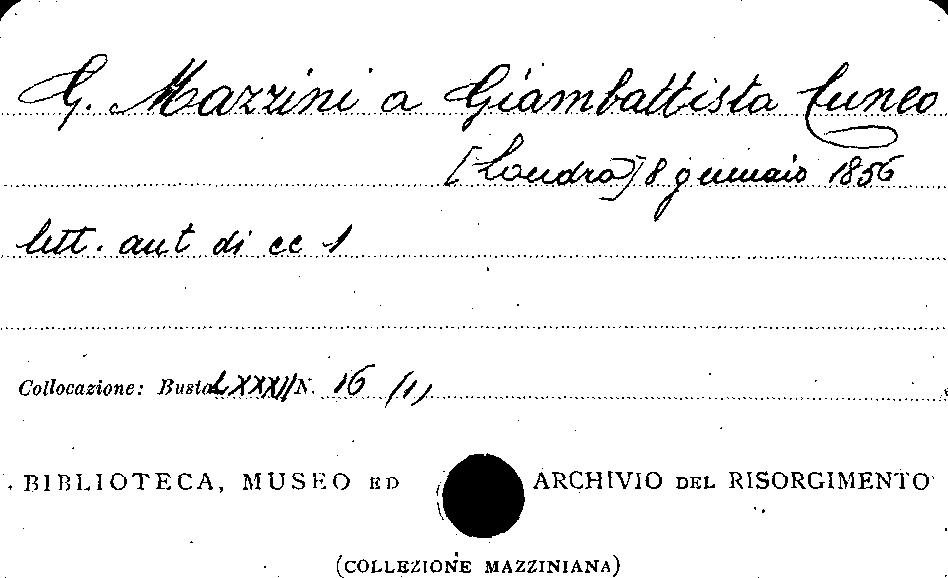 G. Mazzini a Giambattista Cuneo
[Londra] 8 gennaio 1856
lett. aut di cc 1
Collocazione: Busta LXXXII N. 16 (1)
BIBLIOTECA, MUSEO ED ARCHIVIO DEL RISORGIMENTO
(COLLEZIONE MAZZINIANA)